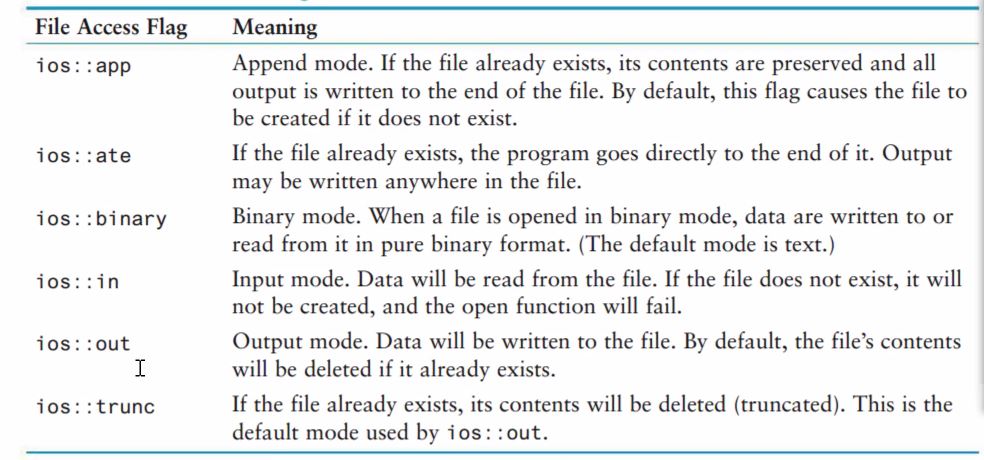 File Access Flag Meaning
ios::app Append mode. If the file already exists, its contents are preserved and all
output is written to the end of the file. By default, this flag causes the file to
be created if it does not exist.
ios::ate If the file already exists, the program goes directly to the end of it. Output
may be written anywhere in the file.
ios::binary Binary mode. When a file is opened in binary mode, data are written to or
read from it in pure binary format. (The default mode is text.)
ios::in Input mode. Data will be read from the file. If the file does not exist, it will
not be created, and the open function will fail.
ios::out Output mode. Data will be written to the file. By default, the file’s contents
will be deleted if it already exists.
ios::trunc If the file already exists, its contents will be deleted (truncated). This is the
default mode used by ios::out.